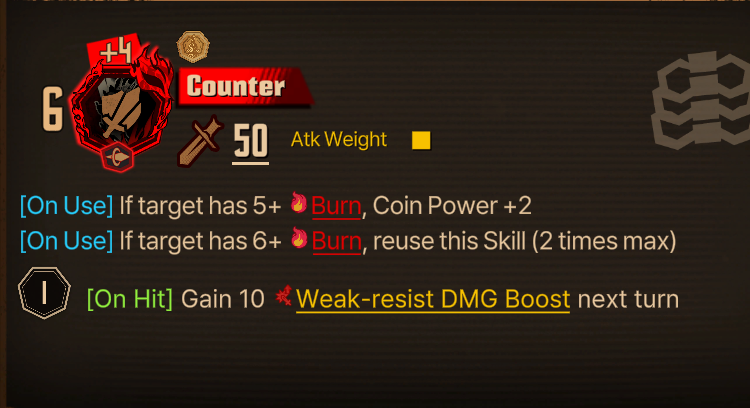 +4
6
Counter
50 Atk Weight
[On Use] If target has 5+ Burn, Coin Power +2
[On Use] If target has 6+ Burn, reuse this Skill (2 times max)
I [On Hit] Gain 10 Weak-resist DMG Boost next turn